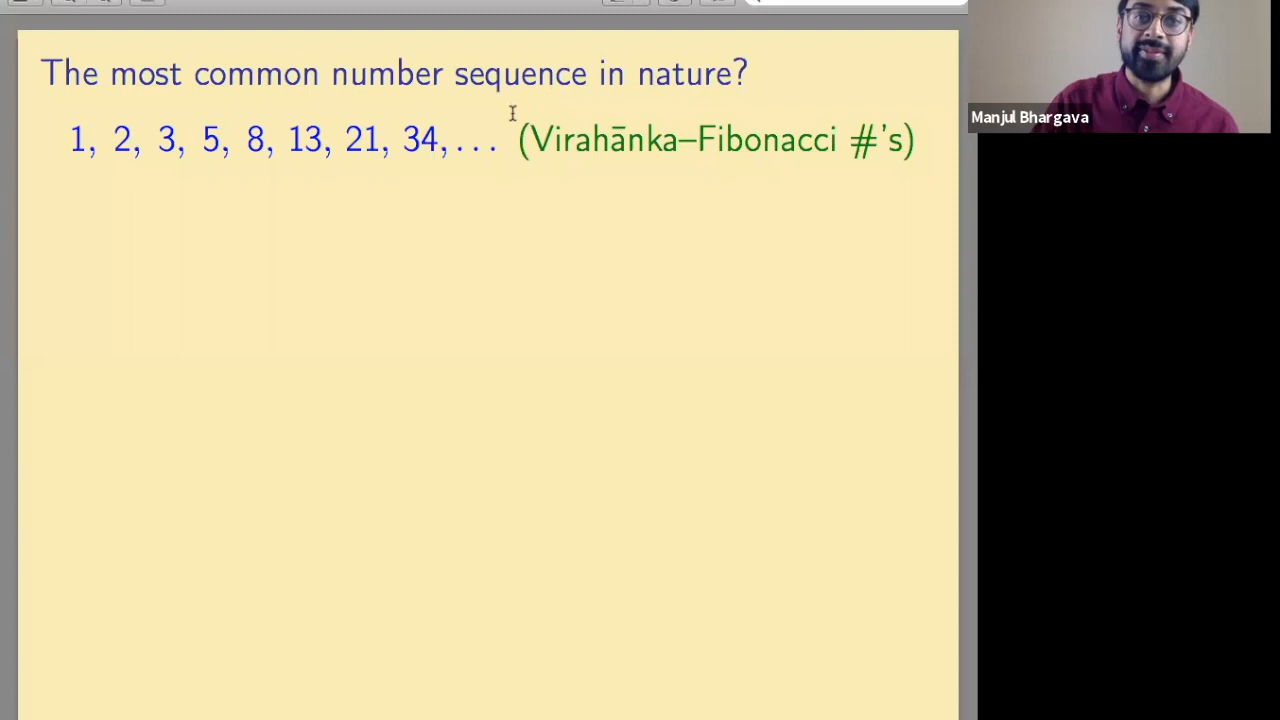 The most common number sequence in nature?
1, 2, 3, 5, 8, 13, 21, 34, . . . (Virahānka–Fibonacci #'s)
Manjul Bhargava